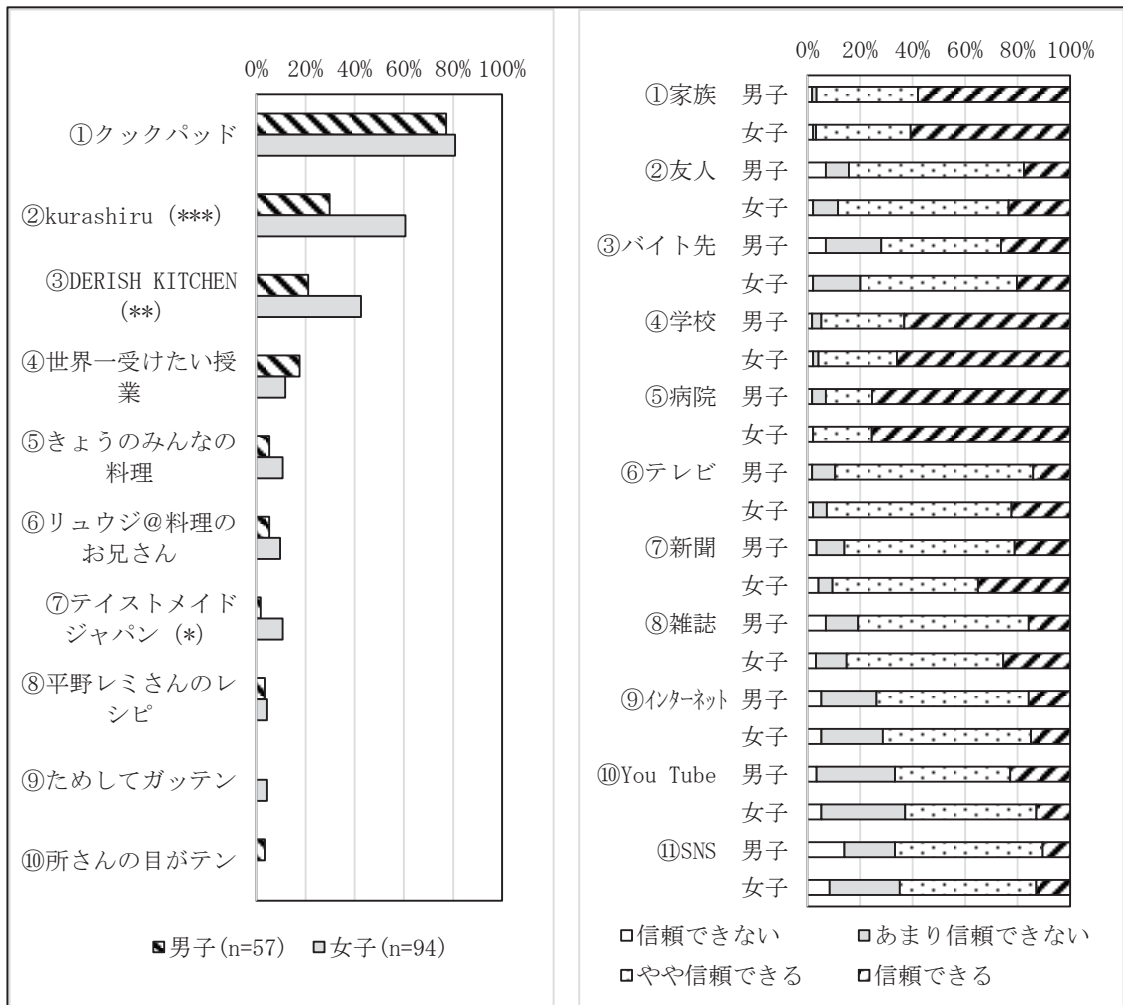 0% 20% 40% 60% 80% 100%
①クックパッド
②kurashiru (***)
③DERISH KITCHEN
(**)
④世界一受けたい授
業
⑤きょうのみんなの
料理
⑥リュウジ@料理の
お兄さん
⑦テイストメイド
ジャパン (*)
⑧平野レミさんのレ
シピ
⑨ためしてガッテン
⑩所さんの目がテン
男子(n=57) 女子(n=94)
0% 20% 40% 60% 80% 100%
①家族 男子
女子
②友人 男子
女子
③バイト先 男子
女子
④学校 男子
女子
⑤病院 男子
女子
⑥テレビ 男子
女子
⑦新聞 男子
女子
⑧雑誌 男子
女子
⑨インターネット 男子
女子
⑩You Tube 男子
女子
⑪SNS 男子
女子
信頼できない あまり信頼できない
やや信頼できる 信頼できる